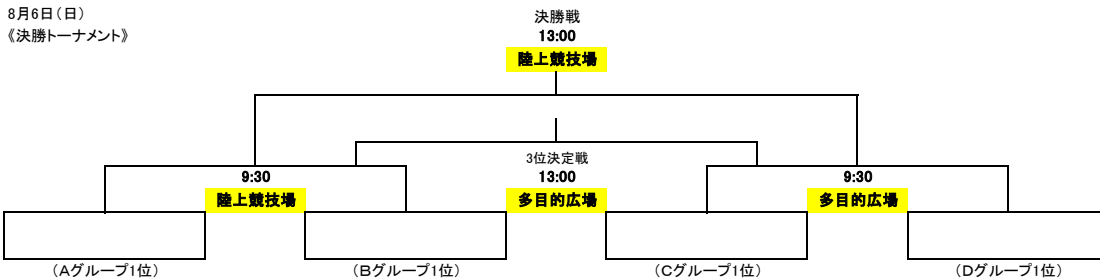 8月6日(日)
《決勝トーナメント》
決勝戦
13:00
陸上競技場
3位決定戦
9:30
13:00
9:30
陸上競技場
多目的広場
多目的広場
(Aグループ1位)
(Bグループ1位)
(Cグループ1位)
(Dグループ1位)